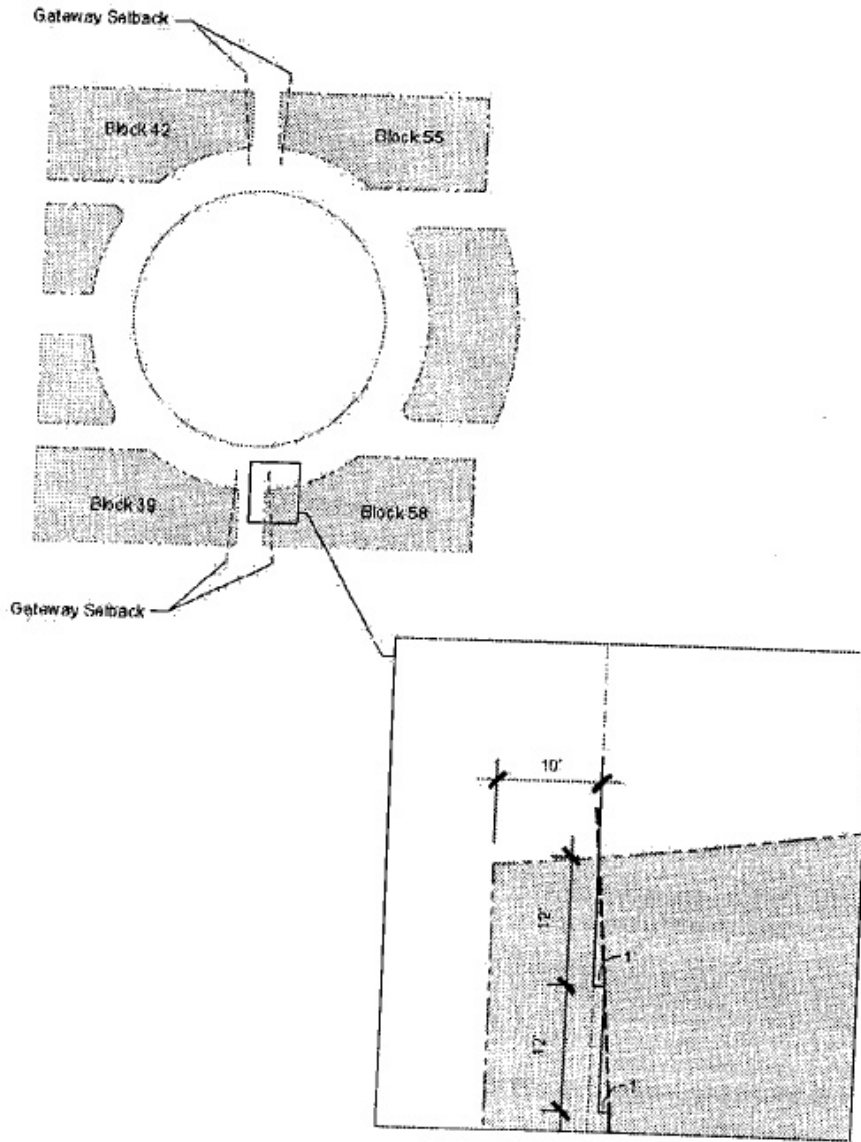 Gateway Setback
Block 42
Block 55
Block 39
Block 58
Gateway Setback
10'
12'
1'
12'
1'